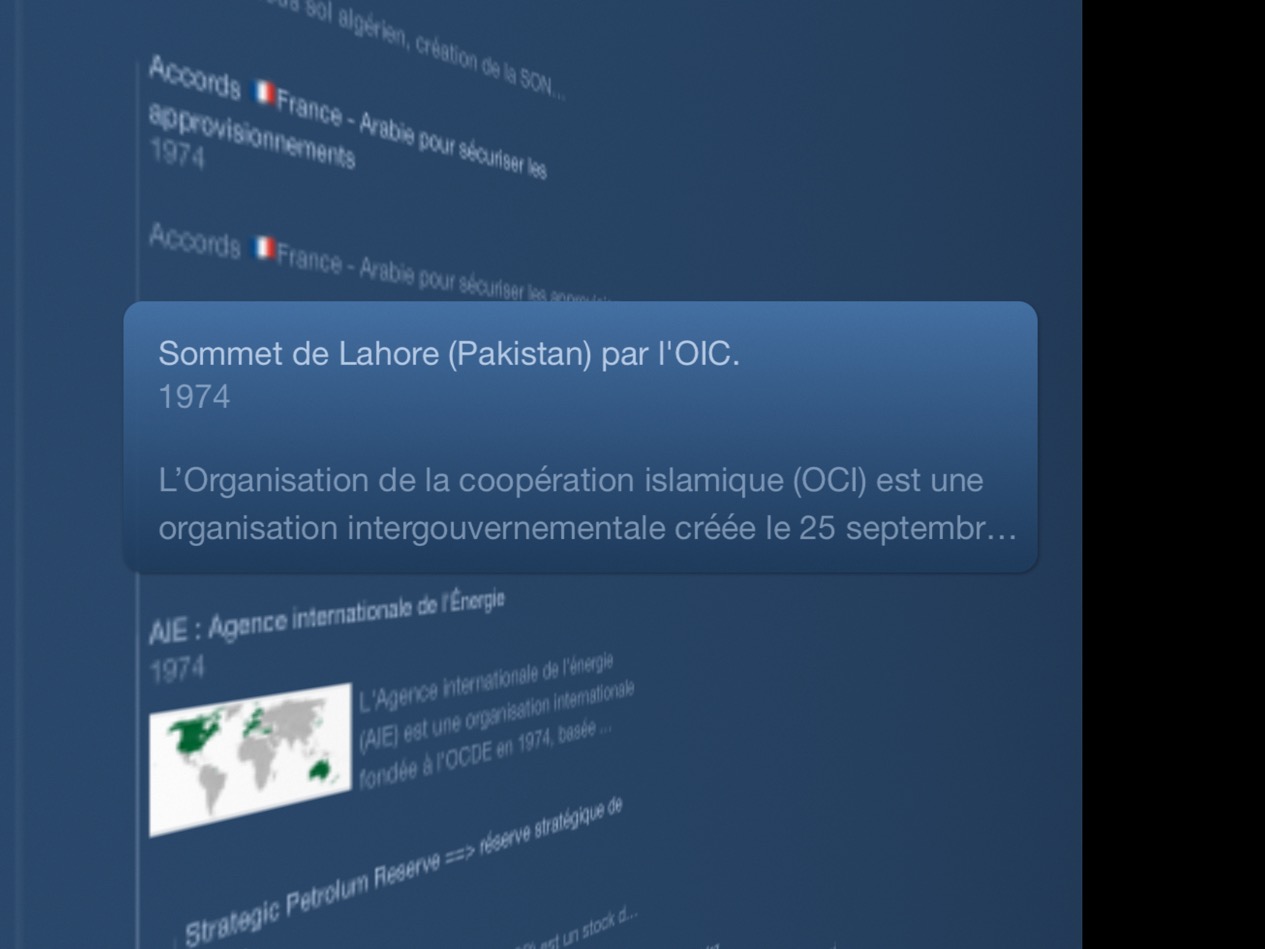 sol algérien, création de la SON...
Accords 🇫🇷France - Arabie pour sécuriser les
approvisionnements
1974
Accords 🇫🇷France - Arabie pour sécuriser les
Sommet de Lahore (Pakistan) par l'OIC.
1974
L’Organisation de la coopération islamique (OCI) est une
organisation intergouvernementale créée le 25 septembr…
AIE : Agence internationale de l'Énergie
1974
L'Agence internationale de l'énergie
(AIE) est une organisation internationale
fondée à l'OCDE en 1974, basée ...
Strategic Petrolum Reserve ==> réserve stratégique de
est un stock d...